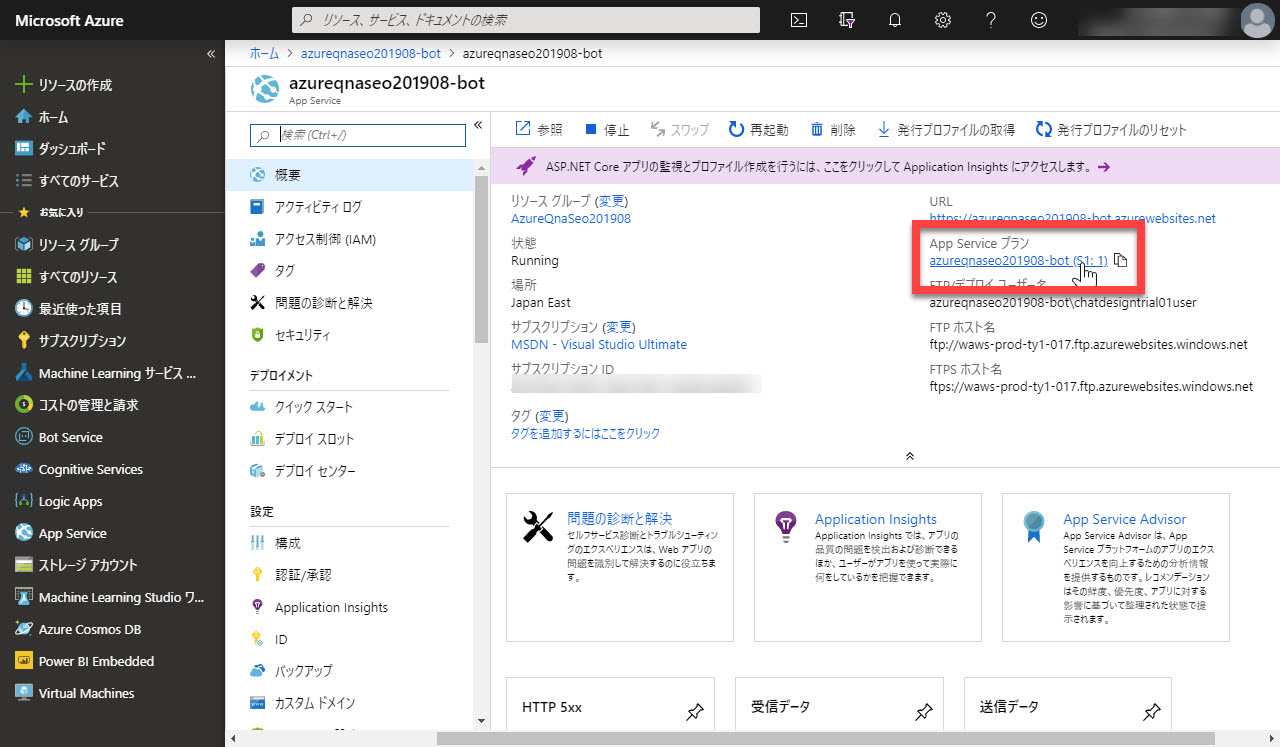 Microsoft Azure
リソース、サービス、ドキュメントの検索
«
リソースの作成
ホーム
ダッシュボード
すべてのサービス
お気に入り
リソース グループ
すべてのリソース
最近使った項目
サブスクリプション
Machine Learning サービス ...
コストの管理と請求
Bot Service
Cognitive Services
Logic Apps
App Service
ストレージ アカウント
Machine Learning Studio ワ...
Azure Cosmos DB
Power BI Embedded
Virtual Machines
ホーム > azureqnaseo201908-bot > azureqnaseo201908-bot
azureqnaseo201908-bot
App Service
検索 (Ctrl+/)
«
概要
アクティビティ ログ
アクセス制御 (IAM)
タグ
問題の診断と解決
セキュリティ
デプロイメント
クイック スタート
デプロイ スロット
デプロイ センター
設定
構成
認証/承認
Application Insights
ID
バックアップ
カスタム ドメイン
参照 停止 スワップ 再起動 削除 発行プロファイルの取得 発行プロファイルのリセット
ASP.NET Core アプリの監視とプロファイル作成を行うには、ここをクリックして Application Insights にアクセスします。 →
リソース グループ (変更)
AzureQnaSeo201908
状態
Running
場所
Japan East
サブスクリプション (変更)
MSDN - Visual Studio Ultimate
サブスクリプション ID
タグ (変更)
タグを追加するにはここをクリック
URL
https://azureqnaseo201908-bot.azurewebsites.net
App Service プラン
azureqnaseo201908-bot (S1: 1)
FTP/デプロイ ユーザー名
azureqnaseo201908-bot\chatdesigntrial01user
FTP ホスト名
ftp://waws-prod-ty1-017.ftp.azurewebsites.windows.net
FTPS ホスト名
ftps://waws-prod-ty1-017.ftp.azurewebsites.windows.net
問題の診断と解決
セルフサービス診断とトラブルシューティ
ングのエクスペリエンスは、Web アプリの
問題を識別して解決するのに役立ちま
す。
Application Insights
Application Insights では、アプリの
品質の問題を検出および診断できる
ほか、ユーザーがアプリを使って実際に
何をしているかを把握できます。
App Service Advisor
App Service Advisor は、App
Service プラットフォームのアプリのエクス
ペリエンスを向上するための分析情報
を提供するものです。レコメンデーション
はその鮮度、優先度、アプリに対する
影響に基づいて整理された状態で提
示されます。
HTTP 5xx
受信データ
送信データ